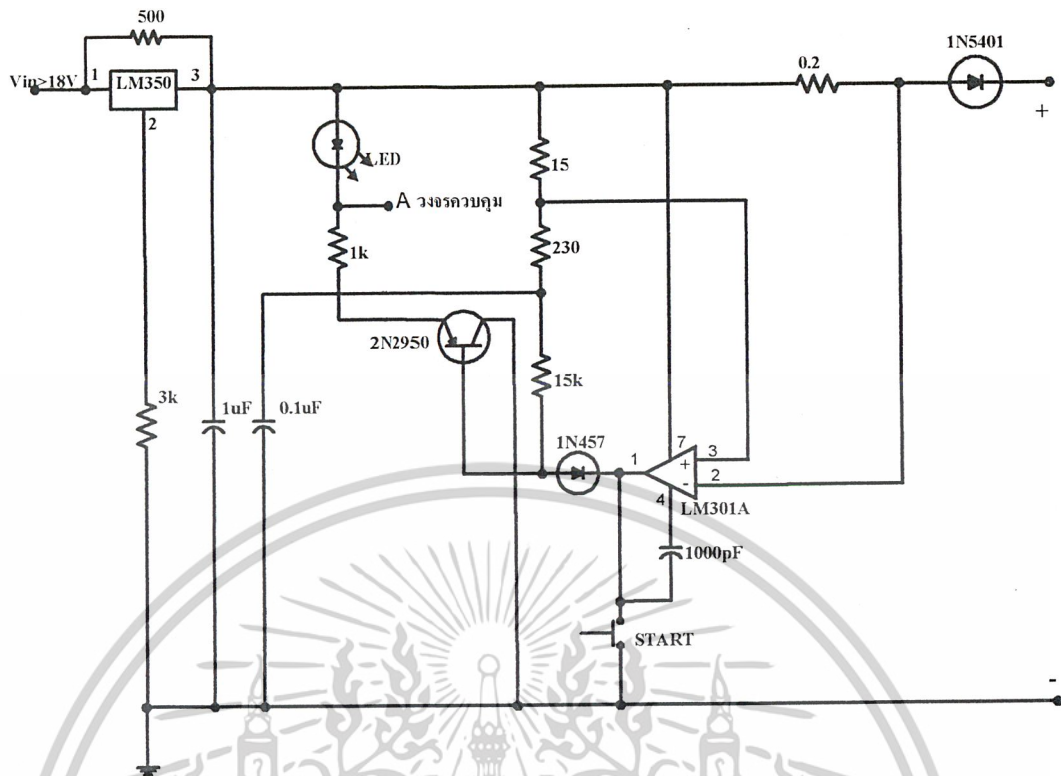 500
1N5401
Vin>18V
1
LM350
3
0.2
+
2
LED
15
A วงจรควบคุม
1k
230
2N2950
15k
3k
1uF
0.1uF
1N457
1
7
3
+
-
2
4
LM301A
1000pF
START
-